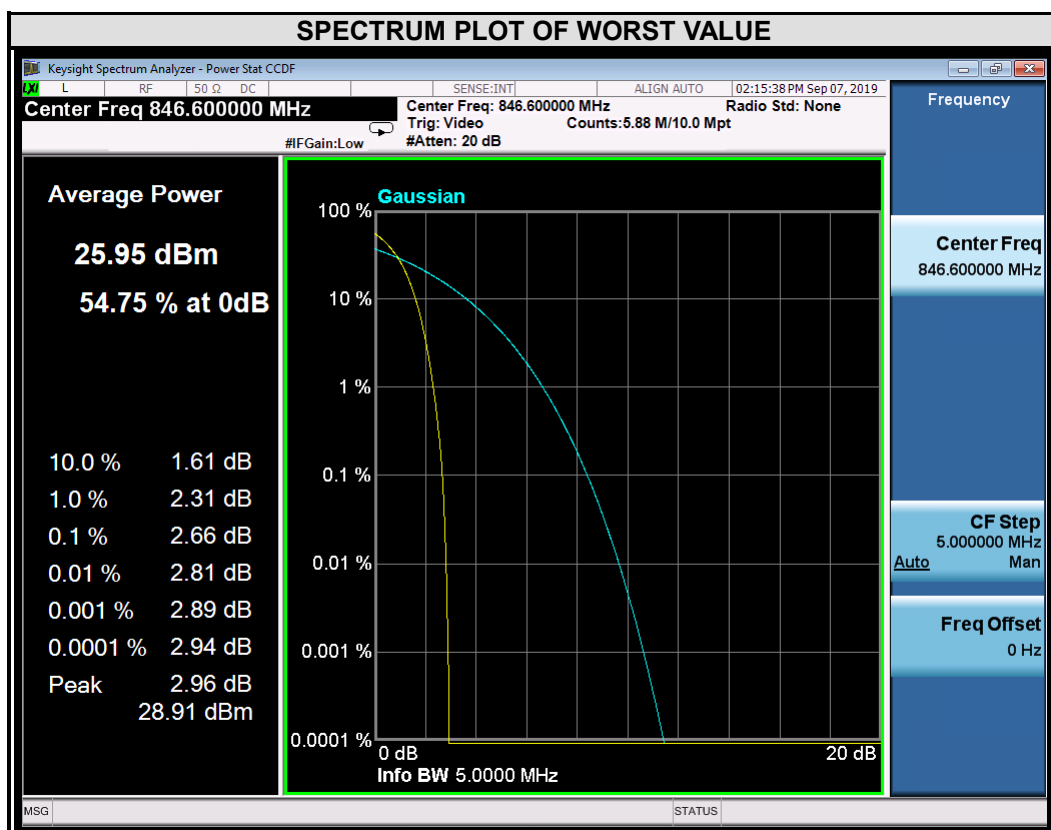 SPECTRUM PLOT OF WORST VALUE
Keysight Spectrum Analyzer - Power Stat CCDF
LXI L RF 50 Ω DC SENSE:INT ALIGN AUTO 02:15:38 PM Sep 07, 2019
Center Freq 846.600000 MHz
Center Freq: 846.600000 MHz Radio Std: None
Trig: Video Counts:5.88 M/10.0 Mpt
#IFGain:Low #Atten: 20 dB
Average Power
25.95 dBm
54.75 % at 0dB
10.0 % 1.61 dB
1.0 % 2.31 dB
0.1 % 2.66 dB
0.01 % 2.81 dB
0.001 % 2.89 dB
0.0001 % 2.94 dB
Peak 2.96 dB
28.91 dBm
Gaussian
100 %
10 %
1 %
0.1 %
0.01 %
0.001 %
0.0001 %
0 dB 20 dB
Info BW 5.0000 MHz
Frequency
Center Freq
846.600000 MHz
CF Step
5.000000 MHz
Auto Man
Freq Offset
0 Hz
MSG STATUS